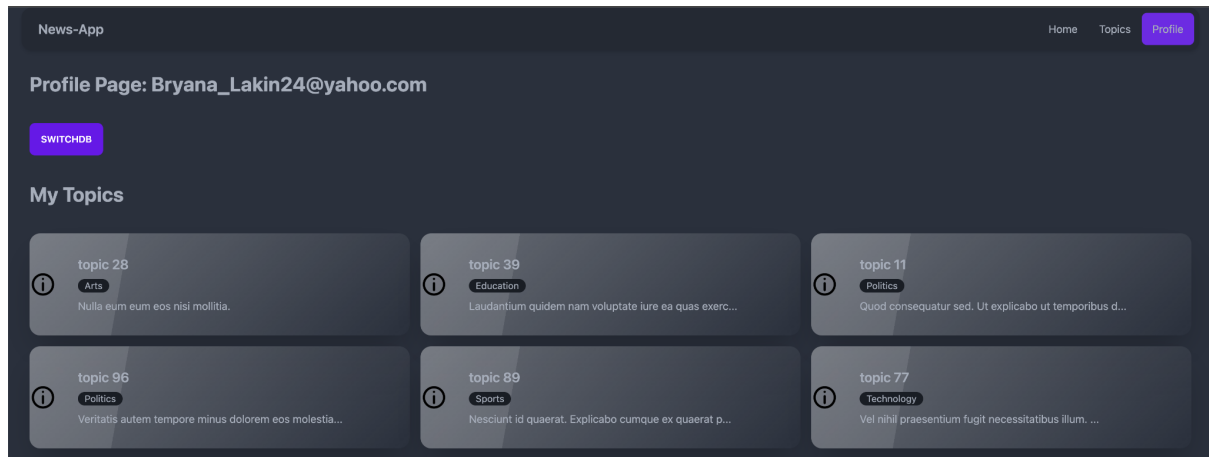 News-App
Home Topics Profile
Profile Page: Bryana_Lakin24@yahoo.com
SWITCHDB
My Topics
topic 28
Arts
Nulla eum eum eos nisi mollitia.
topic 39
Education
Laudantium quidem nam voluptate iure ea quas exerc...
topic 11
Politics
Quod consequatur sed. Ut explicabo ut temporibus d...
topic 96
Politics
Veritatis autem tempore minus dolorem eos molestia...
topic 89
Sports
Nesciunt id quaerat. Explicabo cumque ex quaerat p...
topic 77
Technology
Vel nihil praesentium fugit necessitatibus illum. ...